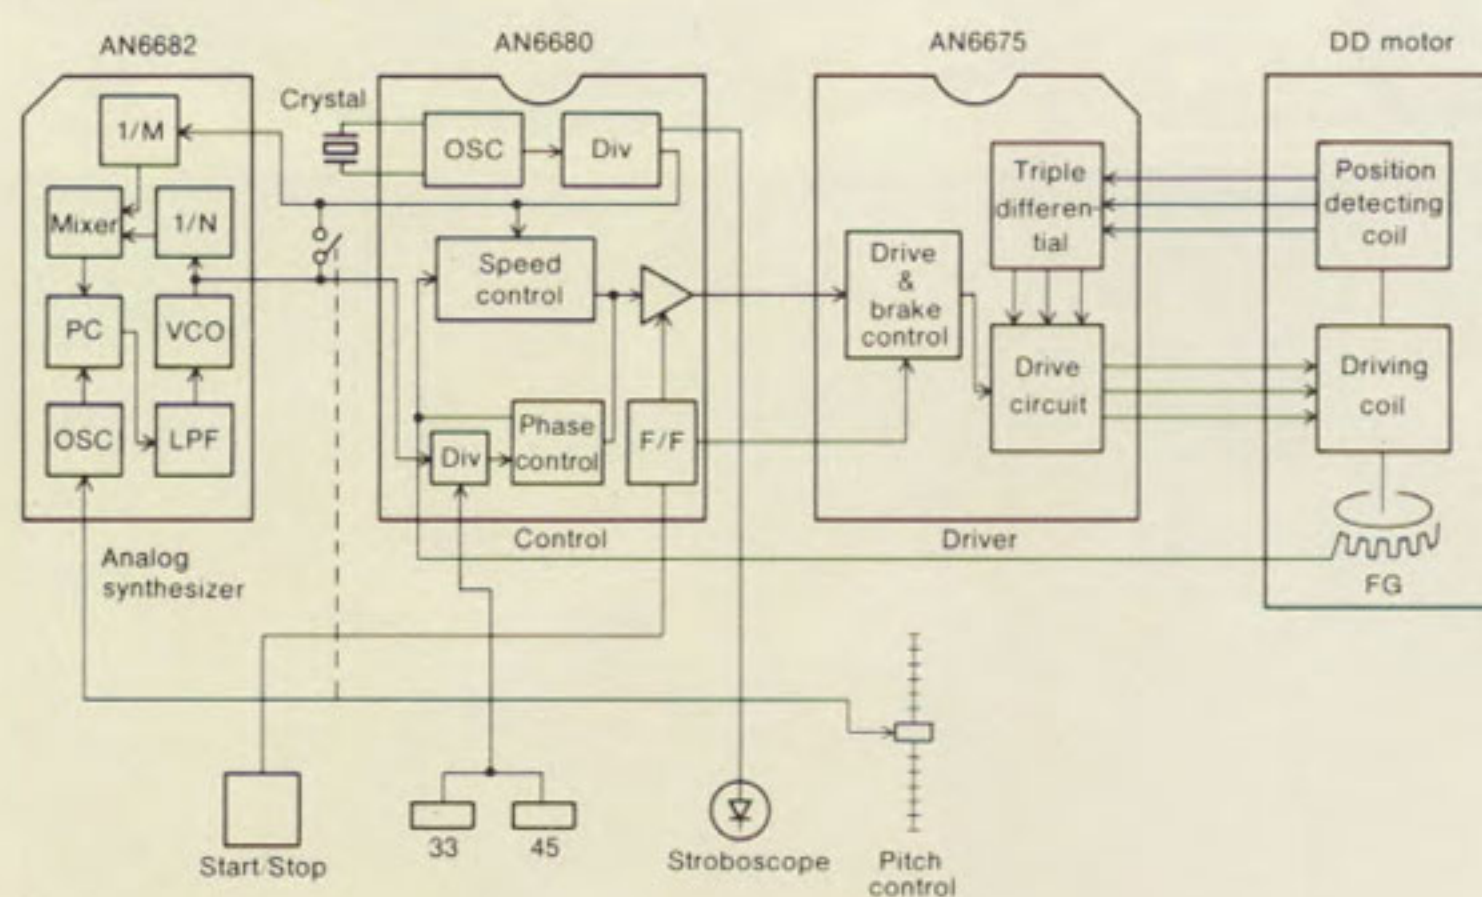 AN6682
AN6680
AN6675
DD motor
Crystal
1/M
OSC
Div
Triple
differen-
tial
Position
detecting
coil
Mixer
1/N
Speed
control
Drive
&
brake
control
PC
VCO
Drive
circuit
Driving
coil
OSC
LPF
Div
Phase
control
F/F
Analog
synthesizer
Control
Driver
FG
Start/Stop
33
45
Stroboscope
Pitch
control